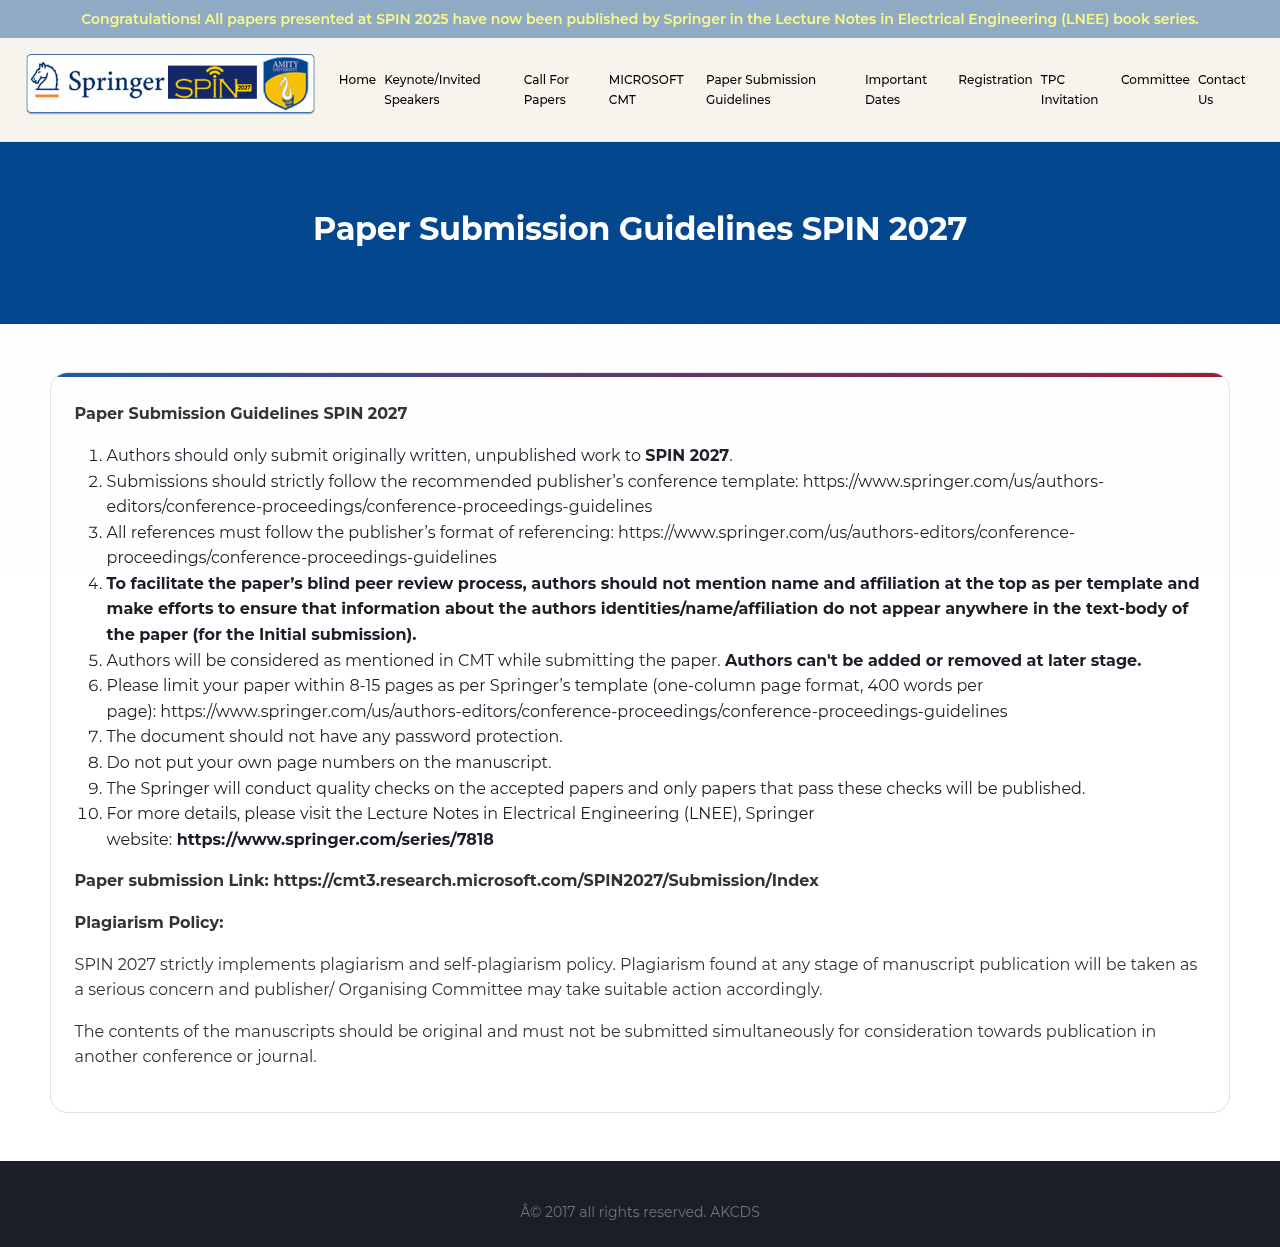 Congratulations! All papers presented at SPIN 2025 have now been published by Springer in the Lecture Notes in Electrical Engineering (LNEE) book series.
Springer SPIN 2027 AMITY UNIVERSITY
Home Keynote/Invited Speakers Call For Papers MICROSOFT CMT Paper Submission Guidelines Important Dates Registration TPC Invitation Committee Contact Us
Paper Submission Guidelines SPIN 2027
Paper Submission Guidelines SPIN 2027
1. Authors should only submit originally written, unpublished work to SPIN 2027.
2. Submissions should strictly follow the recommended publisher’s conference template: https://www.springer.com/us/authors-
editors/conference-proceedings/conference-proceedings-guidelines
3. All references must follow the publisher’s format of referencing: https://www.springer.com/us/authors-editors/conference-
proceedings/conference-proceedings-guidelines
4. To facilitate the paper’s blind peer review process, authors should not mention name and affiliation at the top as per template and
make efforts to ensure that information about the authors identities/name/affiliation do not appear anywhere in the text-body of
the paper (for the Initial submission).
5. Authors will be considered as mentioned in CMT while submitting the paper. Authors can't be added or removed at later stage.
6. Please limit your paper within 8-15 pages as per Springer’s template (one-column page format, 400 words per
page): https://www.springer.com/us/authors-editors/conference-proceedings/conference-proceedings-guidelines
7. The document should not have any password protection.
8. Do not put your own page numbers on the manuscript.
9. The Springer will conduct quality checks on the accepted papers and only papers that pass these checks will be published.
10. For more details, please visit the Lecture Notes in Electrical Engineering (LNEE), Springer
website: https://www.springer.com/series/7818
Paper submission Link: https://cmt3.research.microsoft.com/SPIN2027/Submission/Index
Plagiarism Policy:
SPIN 2027 strictly implements plagiarism and self-plagiarism policy. Plagiarism found at any stage of manuscript publication will be taken as
a serious concern and publisher/ Organising Committee may take suitable action accordingly.
The contents of the manuscripts should be original and must not be submitted simultaneously for consideration towards publication in
another conference or journal.
Â© 2017 all rights reserved. AKCDS